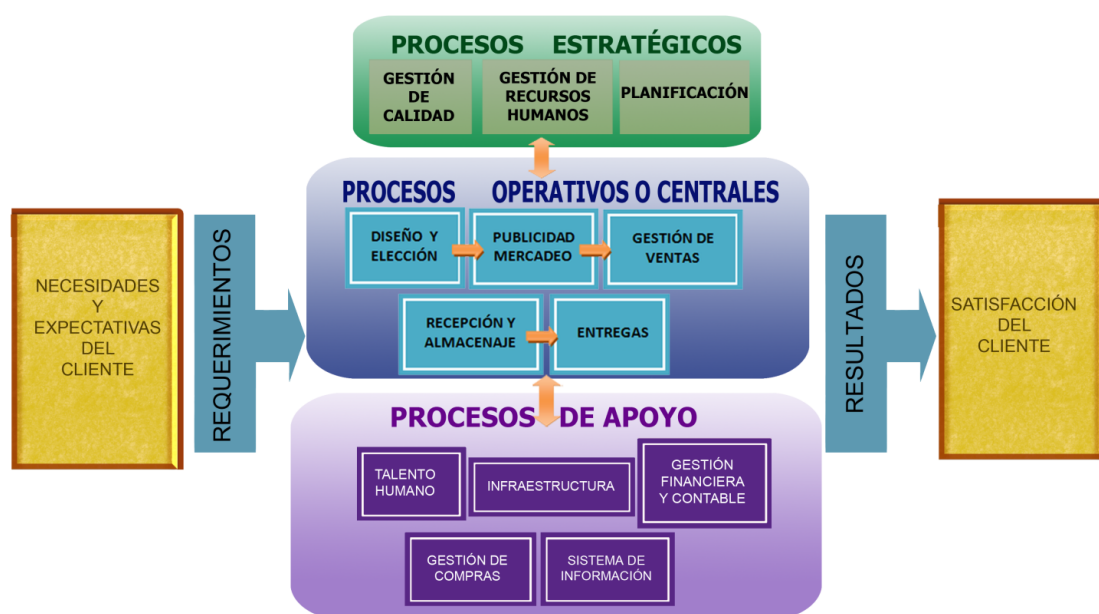 PROCESOS ESTRATÉGICOS
GESTIÓN
DE
CALIDAD
GESTIÓN DE
RECURSOS
HUMANOS
PLANIFICACIÓN
NECESIDADES
Y
EXPECTATIVAS
DEL
CLIENTE
REQUERIMIENTOS
PROCESOS OPERATIVOS O CENTRALES
DISEÑO Y
ELECCIÓN
PUBLICIDAD
MERCADEO
GESTIÓN DE
VENTAS
RECEPCIÓN Y
ALMACENAJE
ENTREGAS
RESULTADOS
SATISFACCIÓN
DEL
CLIENTE
PROCESOS DE APOYO
TALENTO
HUMANO
INFRAESTRUCTURA
GESTIÓN
FINANCIERA
Y CONTABLE
GESTIÓN DE
COMPRAS
SISTEMA DE
INFORMACIÓN